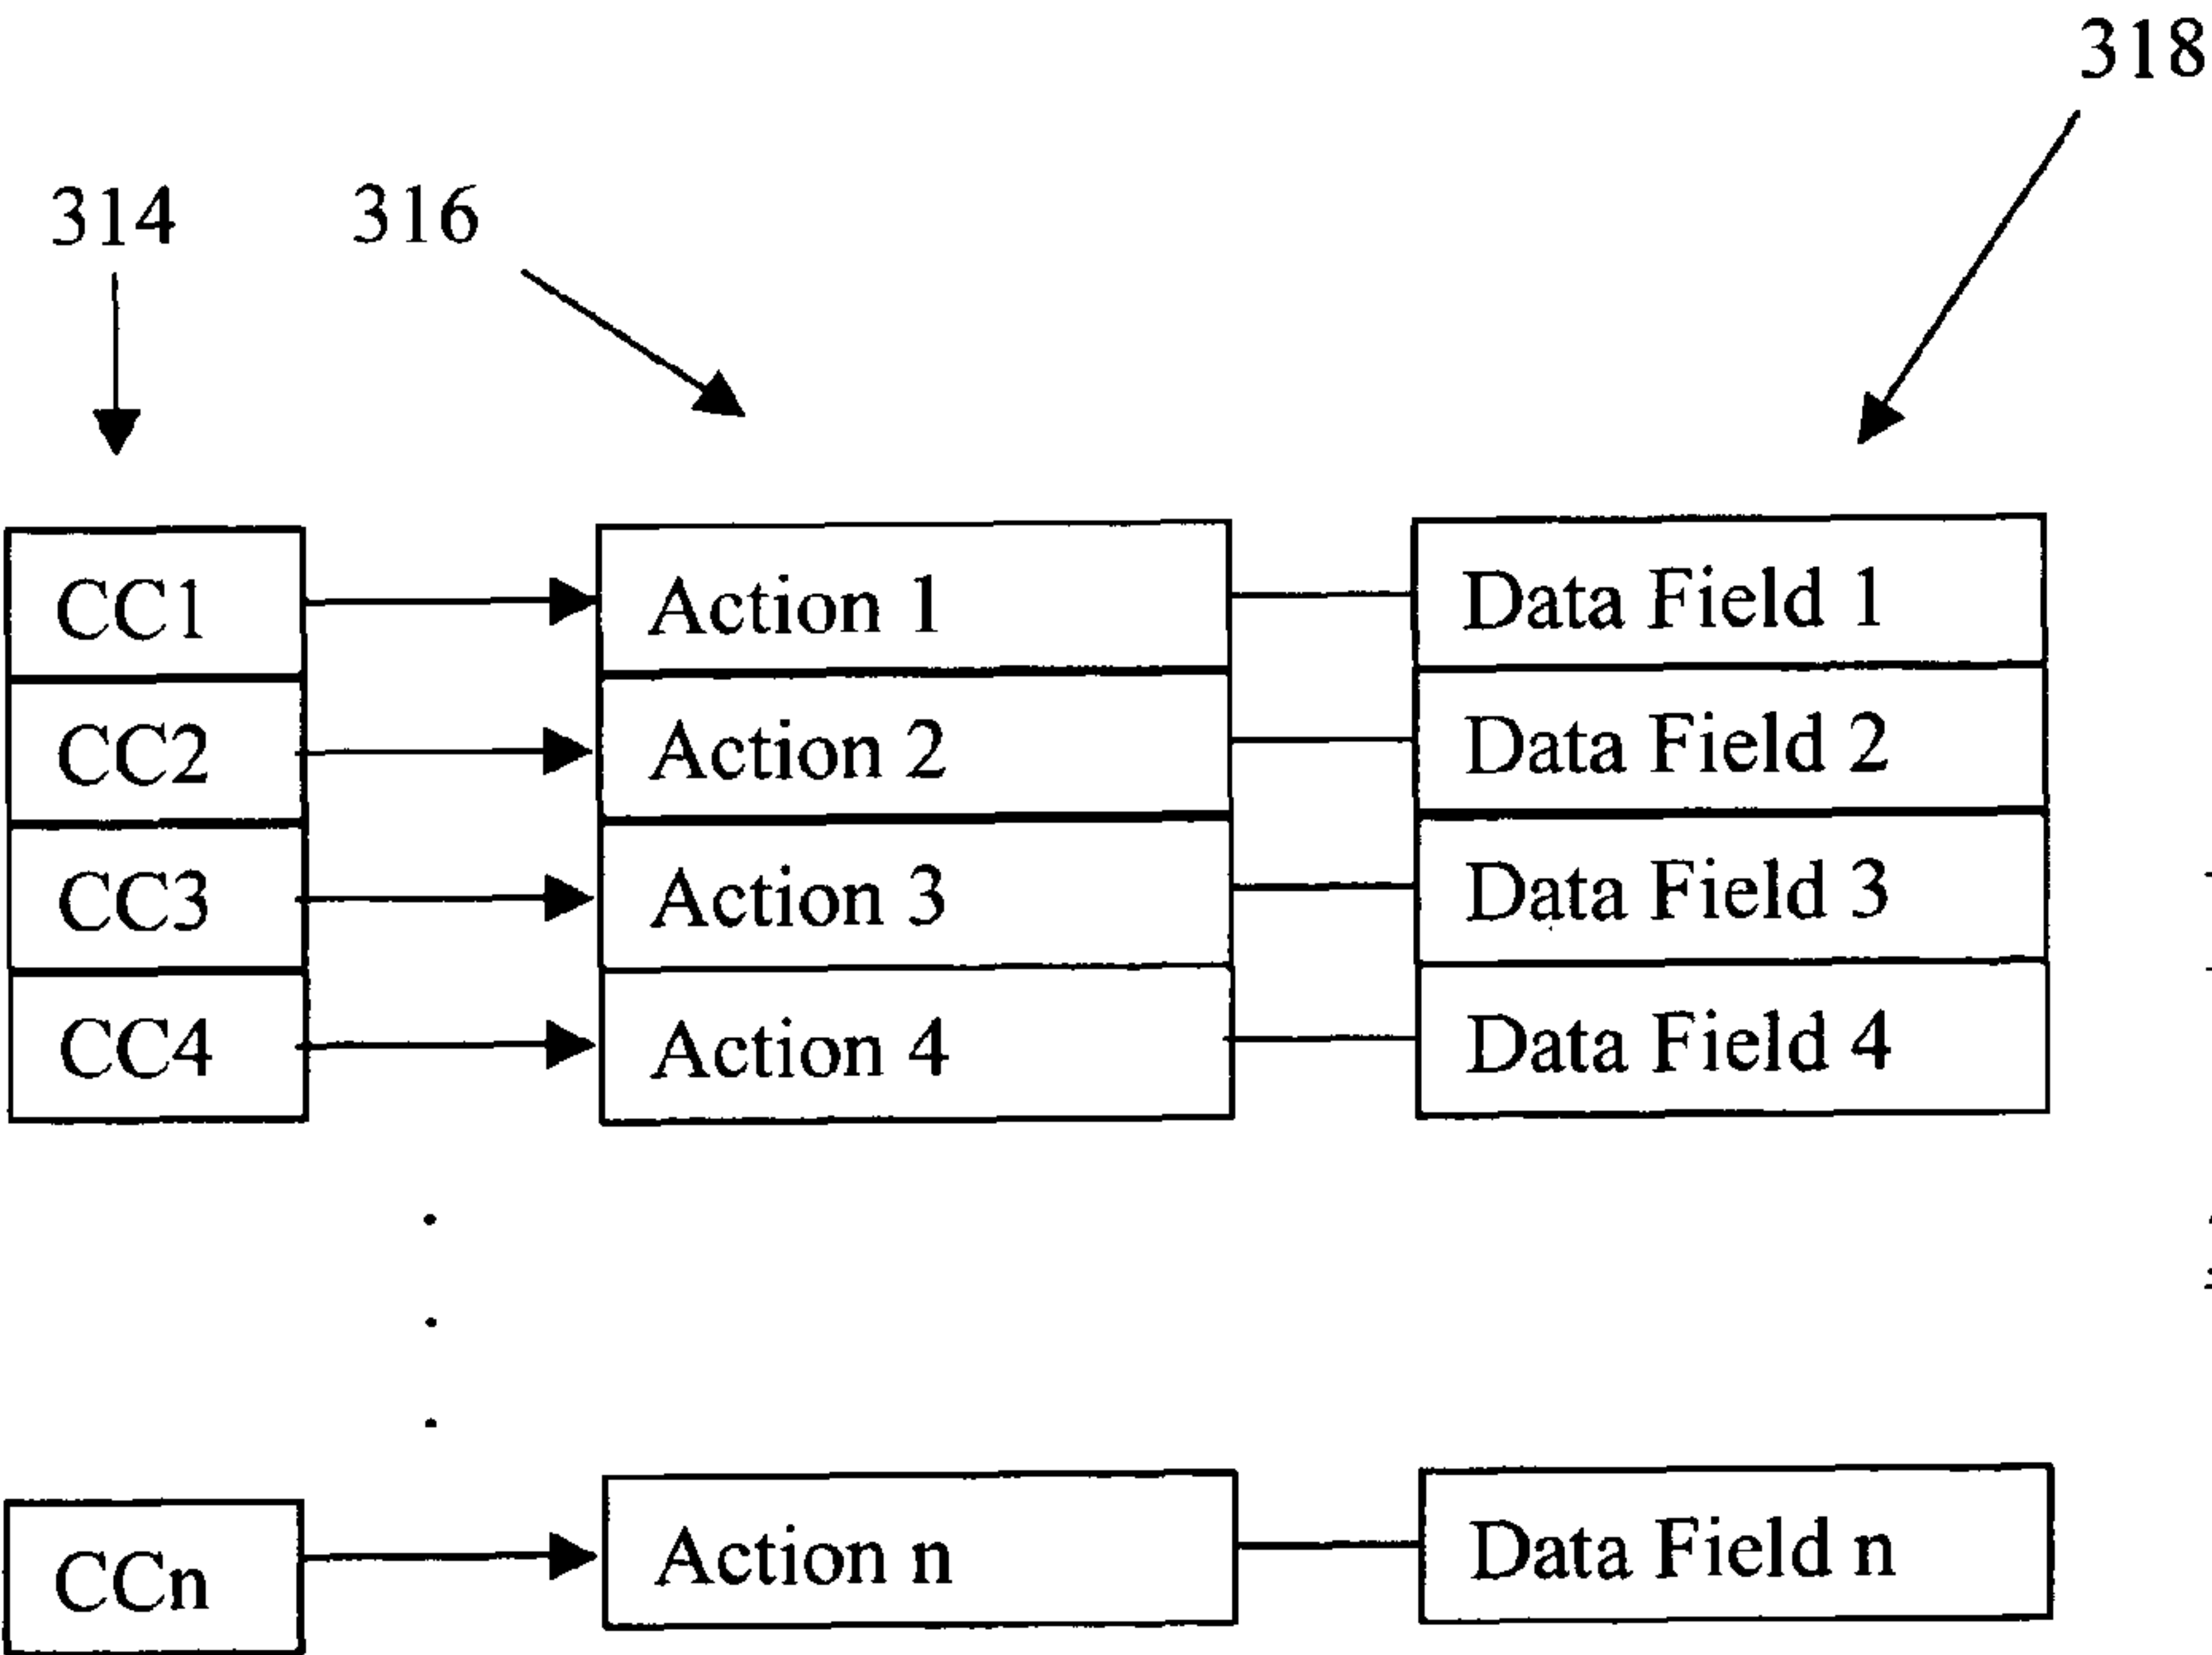 318
314 316
CC1 Action 1 Data Field 1
CC2 Action 2 Data Field 2
CC3 Action 3 Data Field 3
CC4 Action 4 Data Field 4
CCn Action n Data Field n